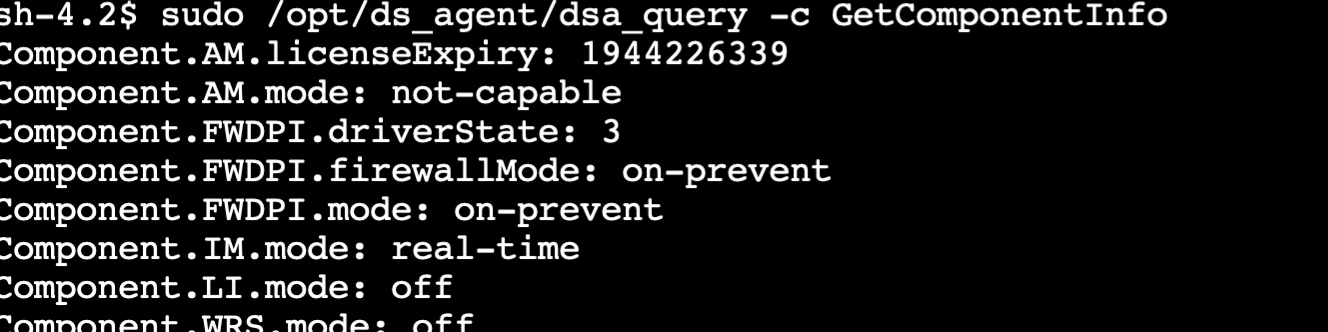 sh-4.2$ sudo /opt/ds_agent/dsa_query -c GetComponentInfo
Component.AM.licenseExpiry: 1944226339
Component.AM.mode: not-capable
Component.FWDPI.driverState: 3
Component.FWDPI.firewallMode: on-prevent
Component.FWDPI.mode: on-prevent
Component.IM.mode: real-time
Component.LI.mode: off
Component.WRS.mode: off